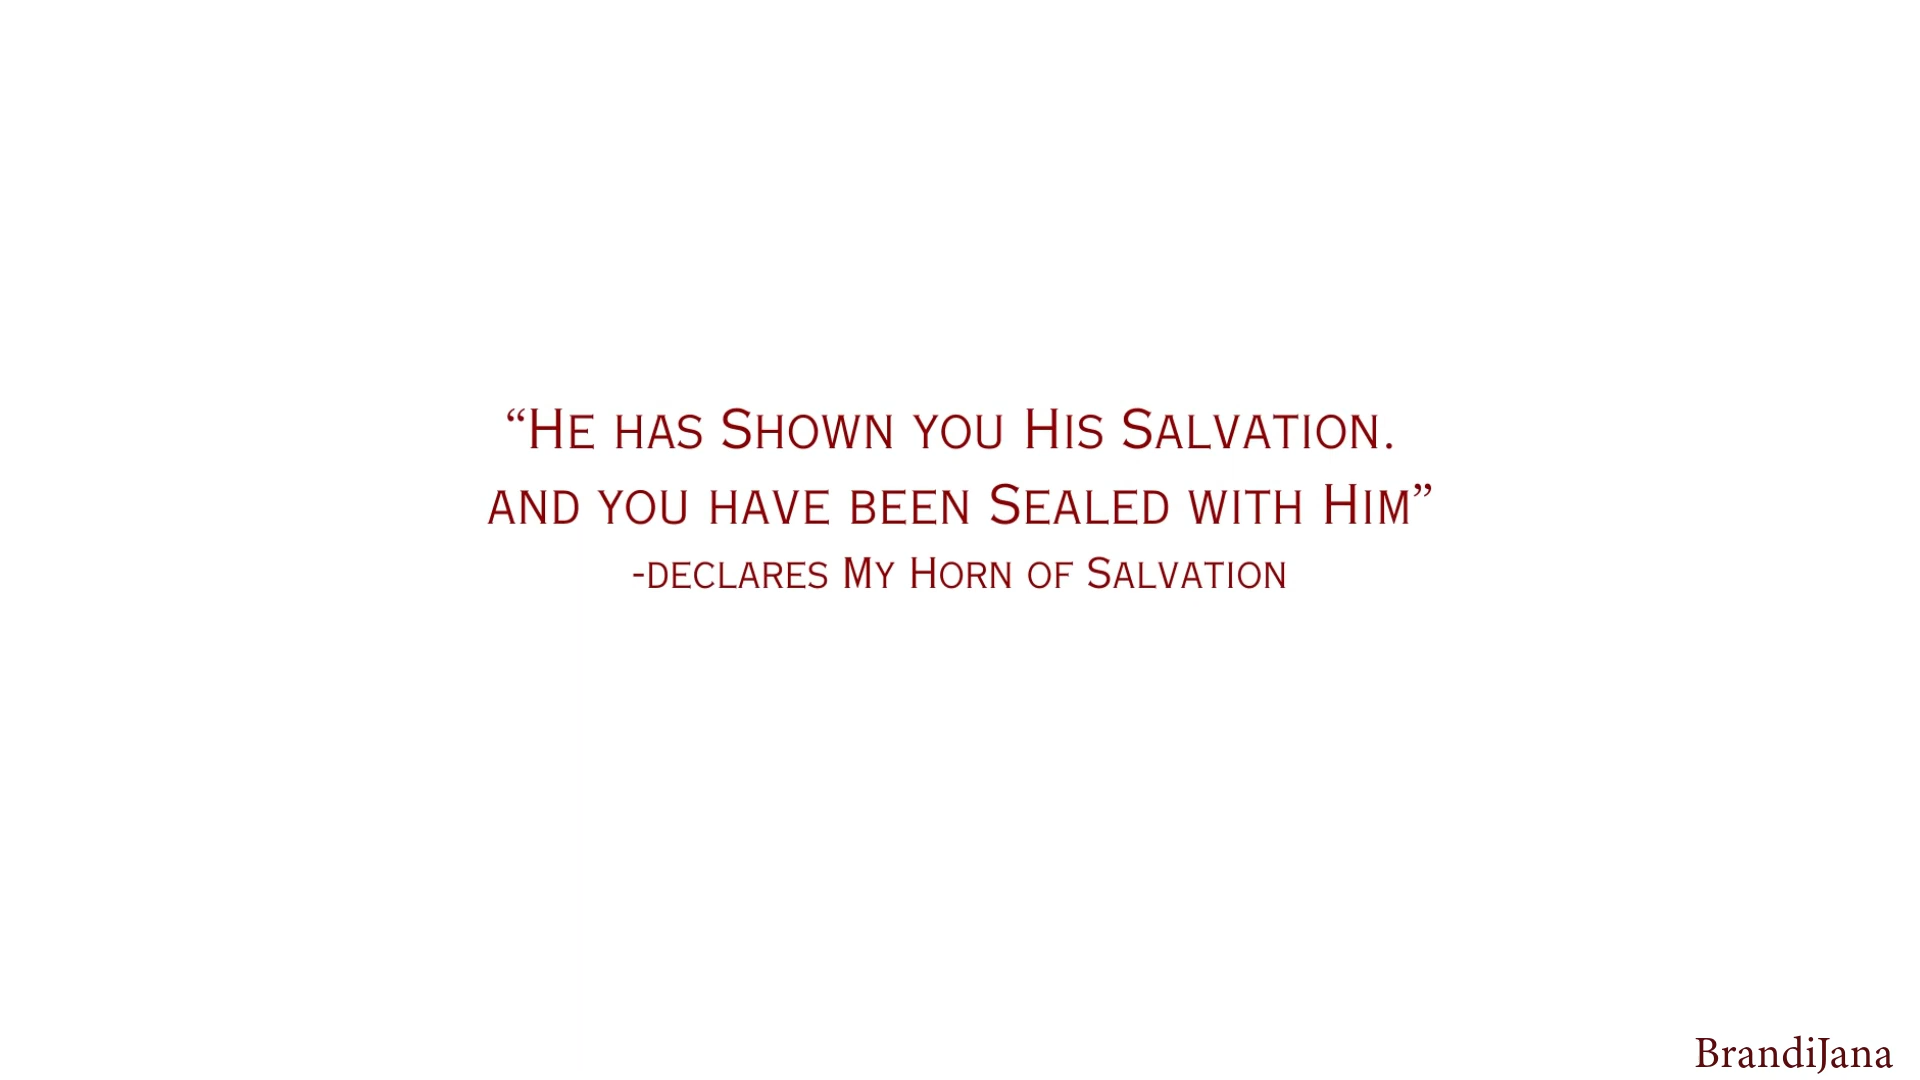 “He has Shown you His Salvation.
and you have been Sealed with Him”
-declares My Horn of Salvation
BrandiJana